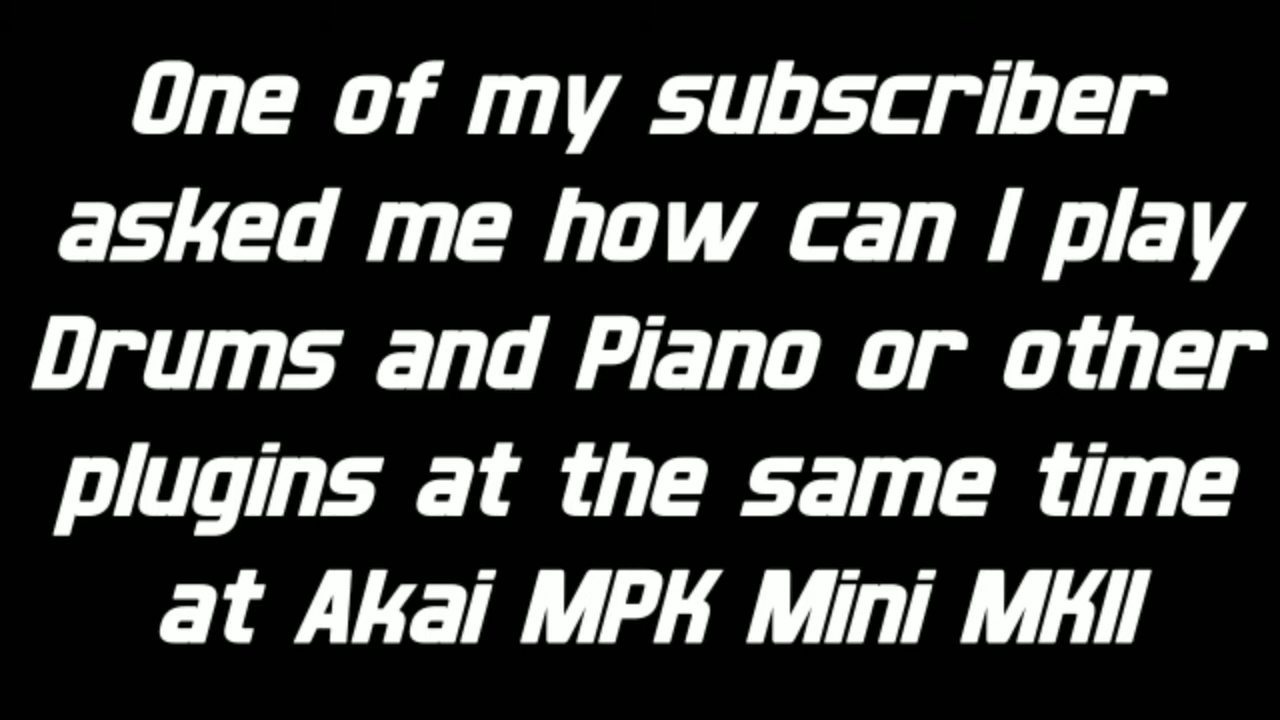 One of my subscriber
asked me how can I play
Drums and Piano or other
plugins at the same time
at Akai MPK Mini MKII